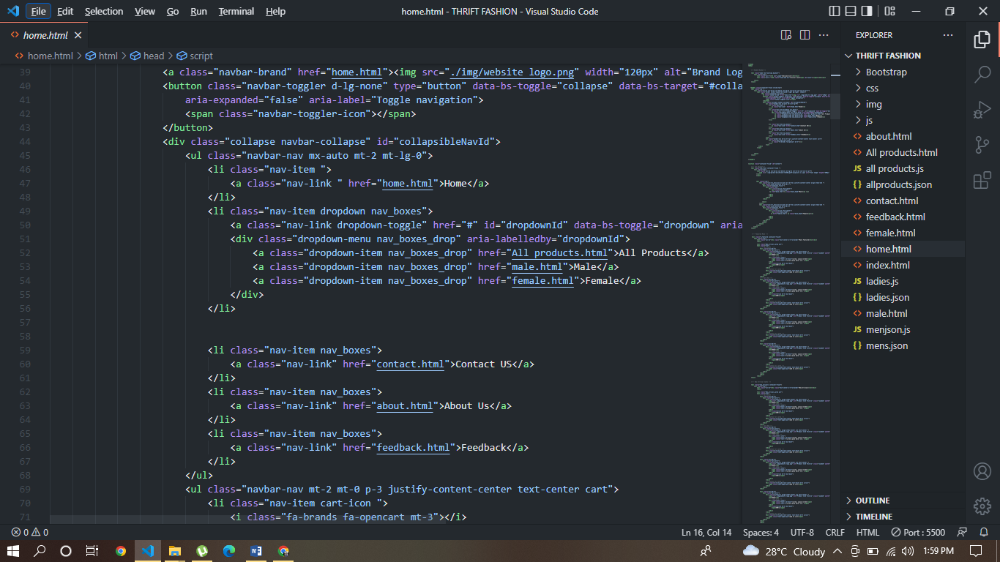 File Edit Selection View Go Run Terminal Help home.html - THRIFT FASHION - Visual Studio Code
home.html
home.html > html > head > script
39 <a class="navbar-brand" href="home.html"><img src="./img/website logo.png" width="120px" alt="Brand Log
40 <button class="navbar-toggler d-lg-none" type="button" data-bs-toggle="collapse" data-bs-target="#colla
41 aria-expanded="false" aria-label="Toggle navigation">
42 <span class="navbar-toggler-icon"></span>
43 </button>
44 <div class="collapse navbar-collapse" id="collapsibleNavId">
45 <ul class="navbar-nav mx-auto mt-2 mt-lg-0">
46 <li class="nav-item ">
47 <a class="nav-link " href="home.html">Home</a>
48 </li>
49 <li class="nav-item dropdown nav_boxes">
50 <a class="nav-link dropdown-toggle" href="#" id="dropdownId" data-bs-toggle="dropdown" aria
51 <div class="dropdown-menu nav_boxes_drop" aria-labelledby="dropdownId">
52 <a class="dropdown-item nav_boxes_drop" href="All products.html">All Products</a>
53 <a class="dropdown-item nav_boxes_drop" href="male.html">Male</a>
54 <a class="dropdown-item nav_boxes_drop" href="female.html">Female</a>
55 </div>
56 </li>
57
58
59 <li class="nav-item nav_boxes">
60 <a class="nav-link" href="contact.html">Contact US</a>
61 </li>
62 <li class="nav-item nav_boxes">
63 <a class="nav-link" href="about.html">About Us</a>
64 </li>
65 <li class="nav-item nav_boxes">
66 <a class="nav-link" href="feedback.html">Feedback</a>
67 </li>
68 </ul>
69 <ul class="navbar-nav mt-2 mt-0 p-3 justify-content-center text-center cart">
70 <li class="nav-item cart-icon ">
71 <i class="fa-brands fa-opencart mt-3"></i>
EXPLORER
THRIFT FASHION
Bootstrap
css
img
js
about.html
All products.html
JS all products.js
{} allproducts.json
contact.html
feedback.html
female.html
home.html
index.html
JS ladies.js
{} ladies.json
male.html
JS menjson.js
{} mens.json
OUTLINE
TIMELINE
0 0 Ln 16, Col 14 Spaces: 4 UTF-8 CRLF HTML Port : 5500
28°C Cloudy 1:59 PM